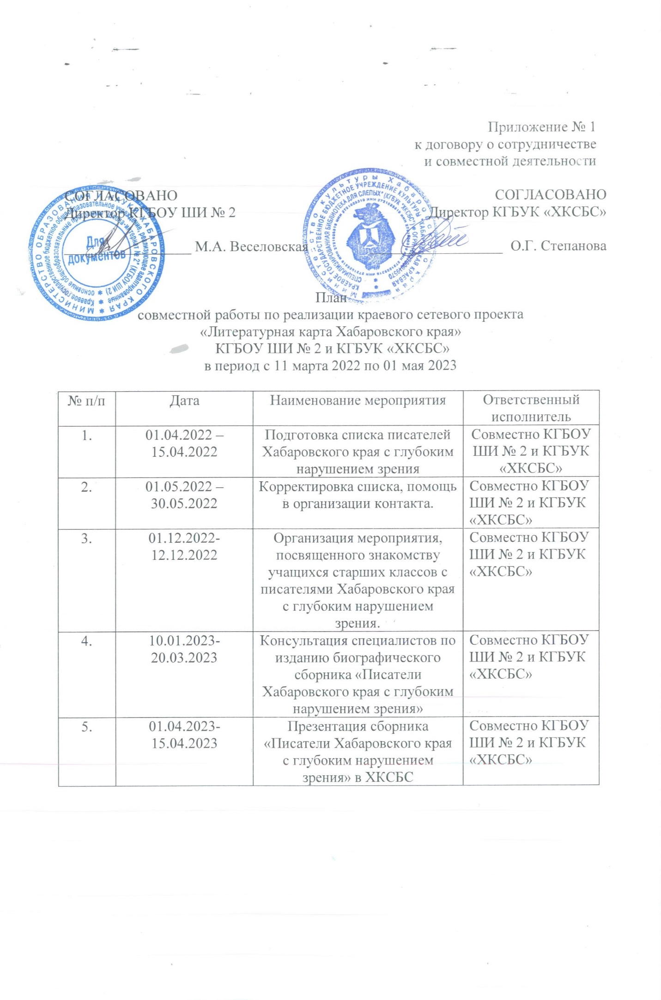 Приложение № 1
к договору о сотрудничестве
и совместной деятельности
СОГЛАСОВАНО
Директор КГБОУ ШИ № 2
М.А. Веселовская
СОГЛАСОВАНО
Директор КГБУК «ХКСБС»
О.Г. Степанова
МИНИСТЕРСТВО ОБРАЗОВАНИЯ И НАУКИ ХАБАРОВСКОГО КРАЯ
Для
документов
План
совместной работы по реализации краевого сетевого проекта
«Литературная карта Хабаровского края»
КГБОУ ШИ № 2 и КГБУК «ХКСБС»
в период с 11 марта 2022 по 01 мая 2023
№ п/п
Дата
Наименование мероприятия
Ответственный
исполнитель
1.
01.04.2022 –
15.04.2022
Подготовка списка писателей
Хабаровского края с глубоким
нарушением зрения
Совместно КГБОУ
ШИ № 2 и КГБУК
«ХКСБС»
2.
01.05.2022 –
30.05.2022
Корректировка списка, помощь
в организации контакта.
Совместно КГБОУ
ШИ № 2 и КГБУК
«ХКСБС»
3.
01.12.2022-
12.12.2022
Организация мероприятия,
посвященного знакомству
учащихся старших классов с
писателями Хабаровского края
с глубоким нарушением
зрения.
Совместно КГБОУ
ШИ № 2 и КГБУК
«ХКСБС»
4.
10.01.2023-
20.03.2023
Консультация специалистов по
изданию биографического
сборника «Писатели
Хабаровского края с глубоким
нарушением зрения»
Совместно КГБОУ
ШИ № 2 и КГБУК
«ХКСБС»
5.
01.04.2023-
15.04.2023
Презентация сборника
«Писатели Хабаровского края
с глубоким нарушением
зрения» в ХКСБС
Совместно КГБОУ
ШИ № 2 и КГБУК
«ХКСБС»